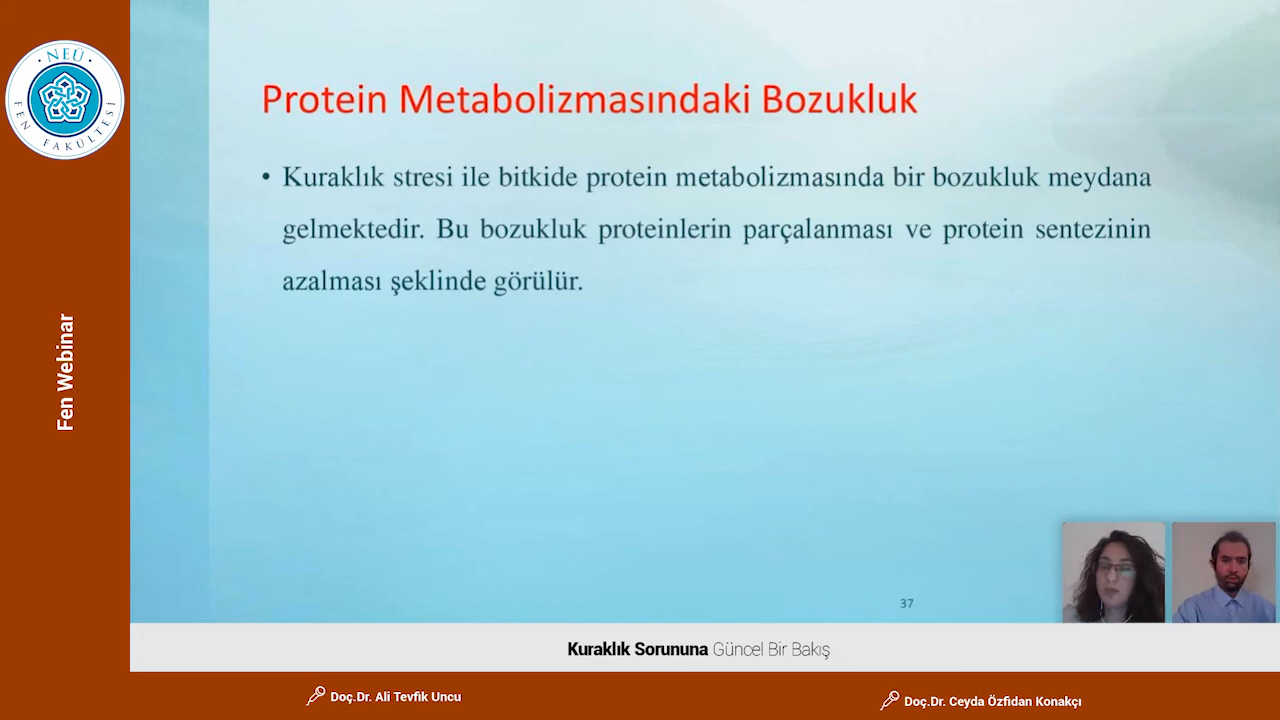 · NEÜ ·
FEN FAKÜLTESİ
Fen Webinar
Protein Metabolizmasındaki Bozukluk
• Kuraklık stresi ile bitkide protein metabolizmasında bir bozukluk meydana
gelmektedir. Bu bozukluk proteinlerin parçalanması ve protein sentezinin
azalması şeklinde görülür.
37
Kuraklık Sorununa Güncel Bir Bakış
Doç.Dr. Ali Tevfik Uncu
Doç.Dr. Ceyda Özfidan Konakçı